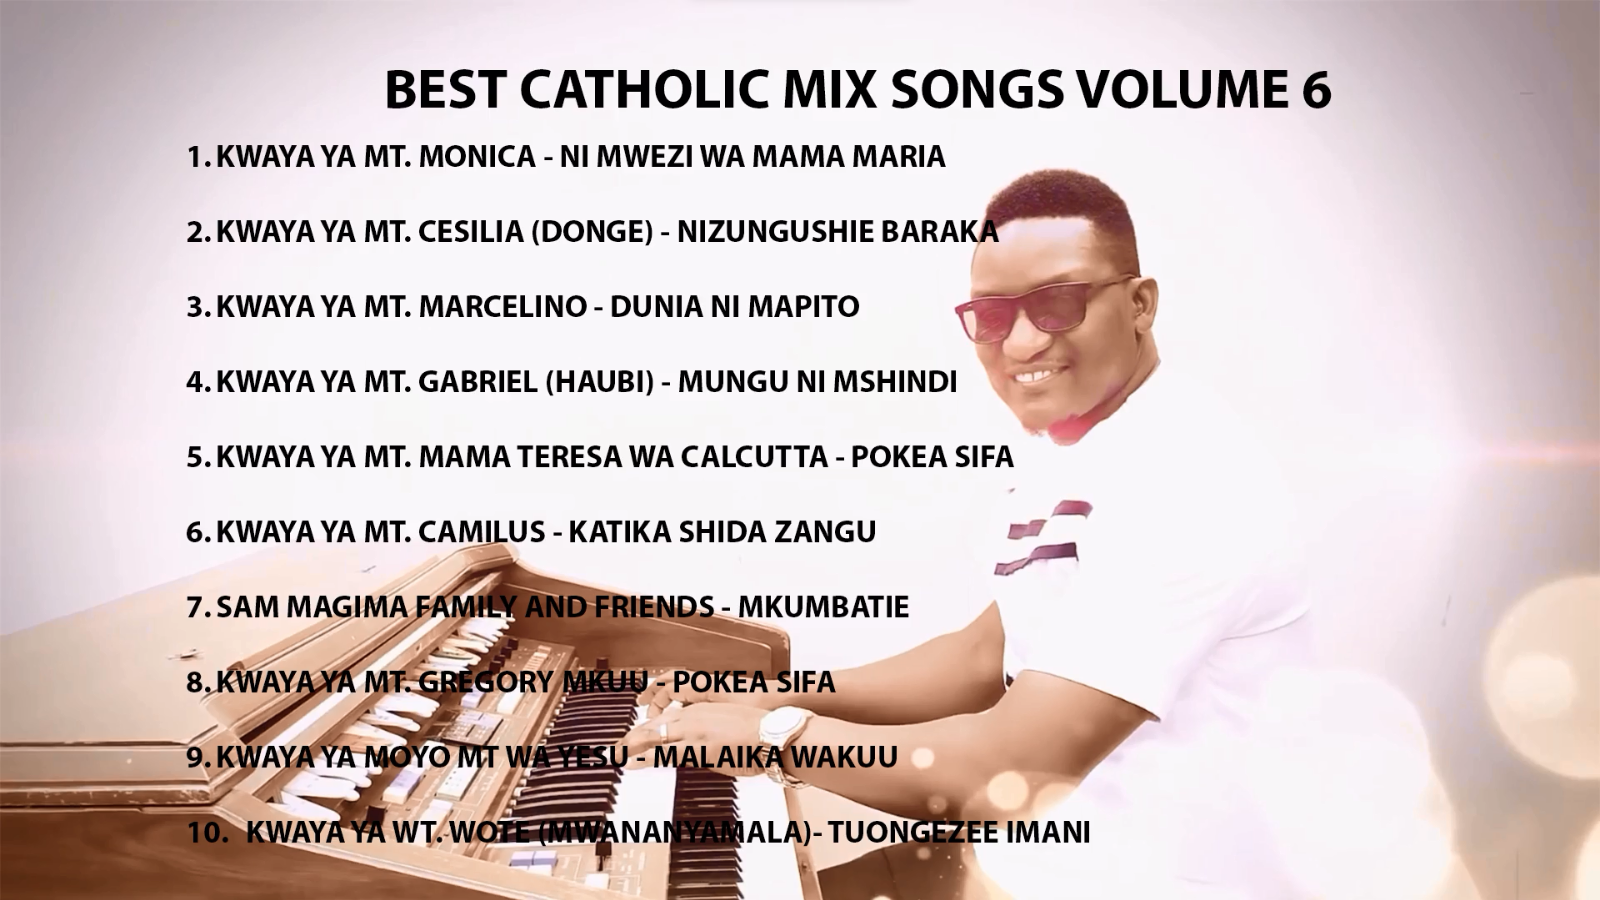 BEST CATHOLIC MIX SONGS VOLUME 6
1. KWAYA YA MT. MONICA - NI MWEZI WA MAMA MARIA
2. KWAYA YA MT. CESILIA (DONGE) - NIZUNGUSHIE BARAKA
3. KWAYA YA MT. MARCELINO - DUNIA NI MAPITO
4. KWAYA YA MT. GABRIEL (HAUBI) - MUNGU NI MSHINDI
5. KWAYA YA MT. MAMA TERESA WA CALCUTTA - POKEA SIFA
6. KWAYA YA MT. CAMILUS - KATIKA SHIDA ZANGU
7. SAM MAGIMA FAMILY AND FRIENDS - MKUMBATIE
8. KWAYA YA MT. GREGORY MKUU - POKEA SIFA
9. KWAYA YA MOYO MT WA YESU - MALAIKA WAKUU
10. KWAYA YA WT. WOTE (MWANANYAMALA)- TUONGEZEE IMANI